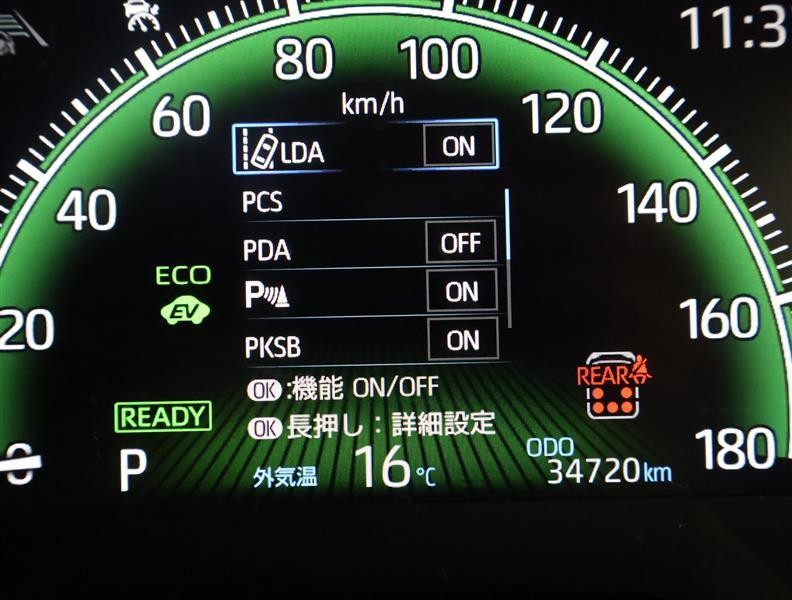 11:3
80 100
km/h
60 120
LDA ON
40 PCS 140
PDA OFF
ECO
EV
P ON
20 160
PKSB ON
REAR
OK :機能 ON/OFF
READY
OK 長押し：詳細設定
0 P 外気温 16℃ ODO 34720km 180